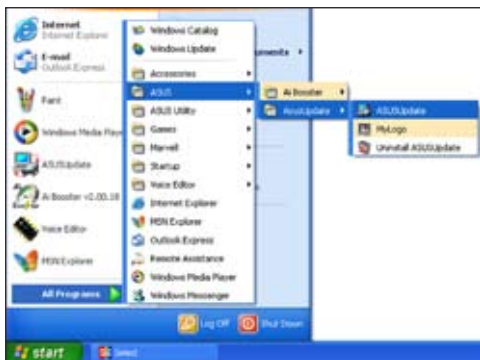 Internet
Internet Explorer
E-mail
Outlook Express
Paint
Windows Media Play
ASUSUpdate
Ai Booster v2.00.18
Voice Editor
MSN Explorer
All Programs
Windows Catalog
Windows Update
Accessories
ASUS
ASUS Utility
Games
Marvell
Startup
Voice Editor
Internet Explorer
MSN Explorer
Outlook Express
Remote Assistance
Windows Media Player
Windows Messenger
uments
Ai Booster
AsusUpdate
ASUSUpdate
MyLogo
Uninstall ASUSUpdate
Log Off
Shut Down
start